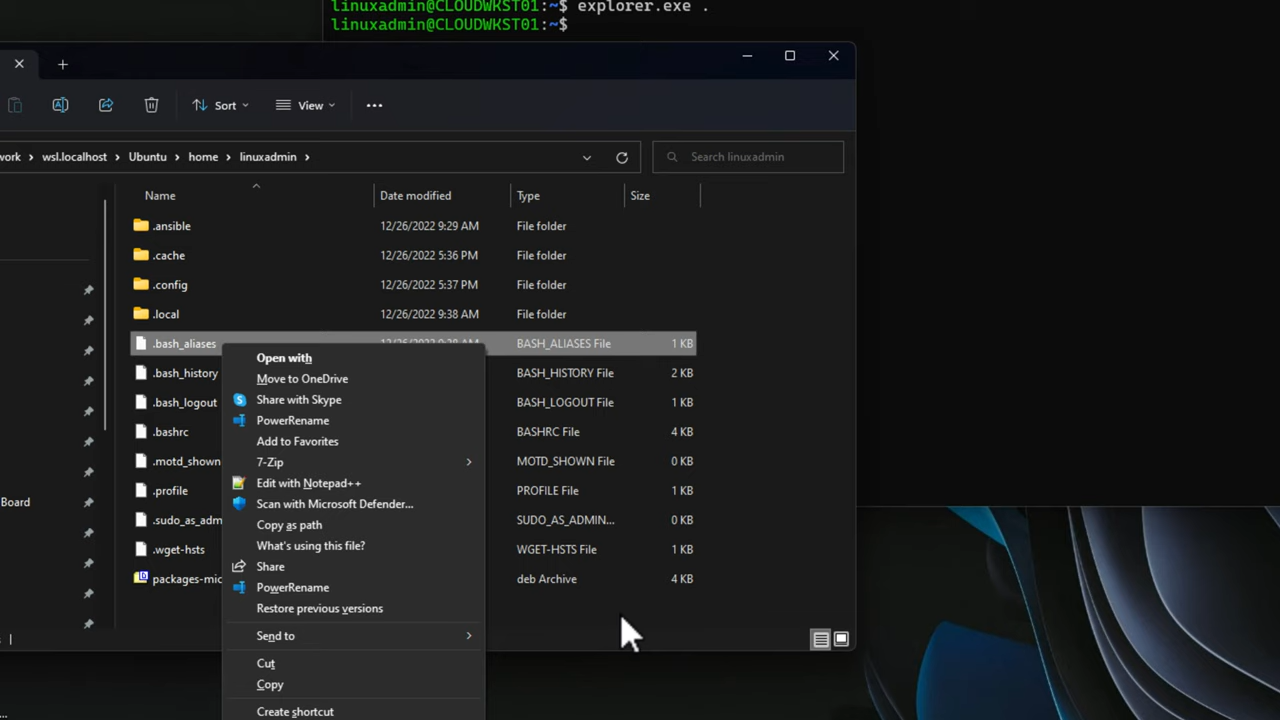 linuxadmin@CLOUDWKST01:~$ explorer.exe .
linuxadmin@CLOUDWKST01:~$
Sort View
work > wsl.localhost > Ubuntu > home > linuxadmin >
Search linuxadmin
Name Date modified Type Size
.ansible 12/26/2022 9:29 AM File folder
.cache 12/26/2022 5:36 PM File folder
.config 12/26/2022 5:37 PM File folder
.local 12/26/2022 9:38 AM File folder
.bash_aliases 12/26/2022 9:38 AM BASH_ALIASES File 1 KB
.bash_history BASH_HISTORY File 2 KB
.bash_logout BASH_LOGOUT File 1 KB
.bashrc BASHRC File 4 KB
.motd_shown MOTD_SHOWN File 0 KB
.profile PROFILE File 1 KB
.sudo_as_adm SUDO_AS_ADMIN... 0 KB
.wget-hsts WGET-HSTS File 1 KB
packages-mic deb Archive 4 KB
Board
Open with
Move to OneDrive
Share with Skype
PowerRename
Add to Favorites
7-Zip >
Edit with Notepad++
Scan with Microsoft Defender...
Copy as path
What's using this file?
Share
PowerRename
Restore previous versions
Send to >
Cut
Copy
Create shortcut